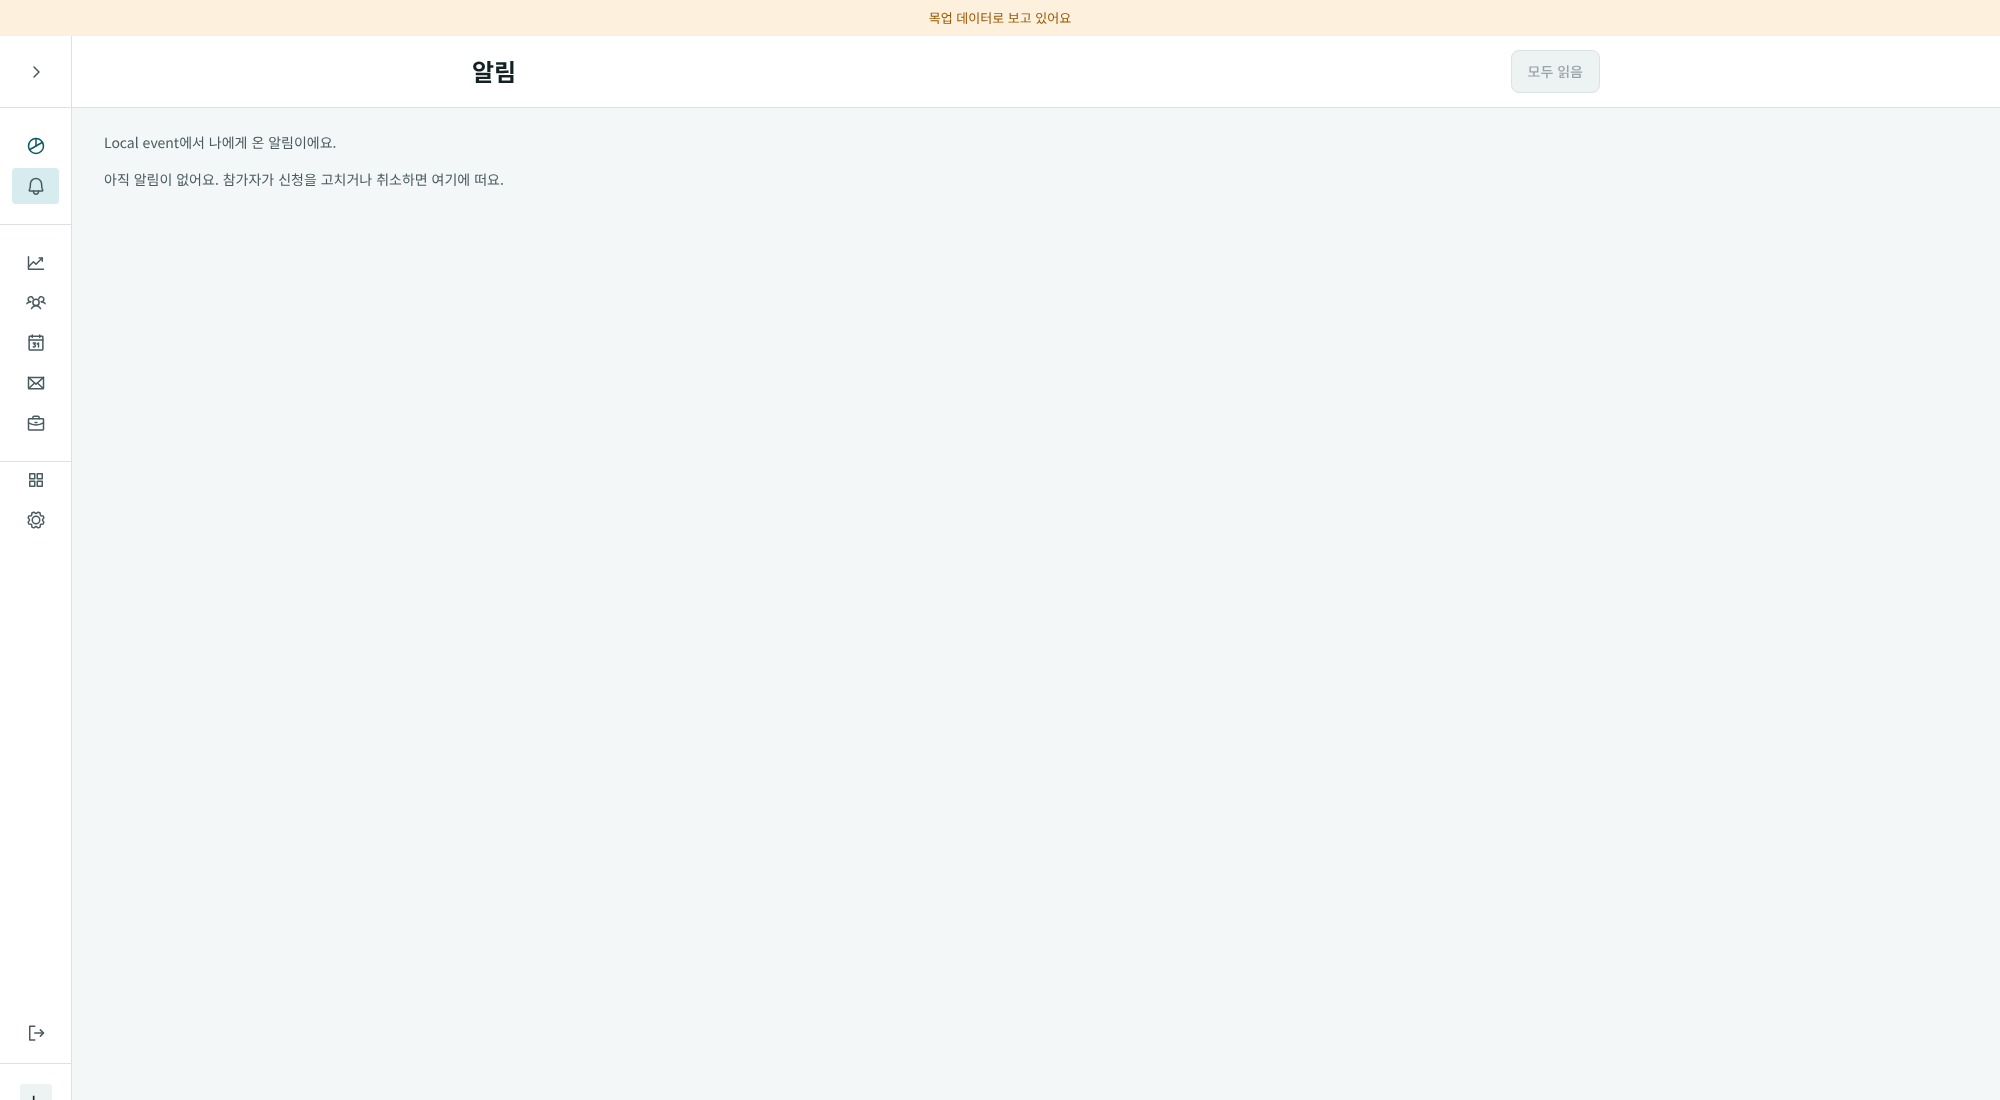 목업 데이터로 보고 있어요
알림
모두 읽음
Local event에서 나에게 온 알림이에요.
아직 알림이 없어요. 참가자가 신청을 고치거나 취소하면 여기에 떠요.
31